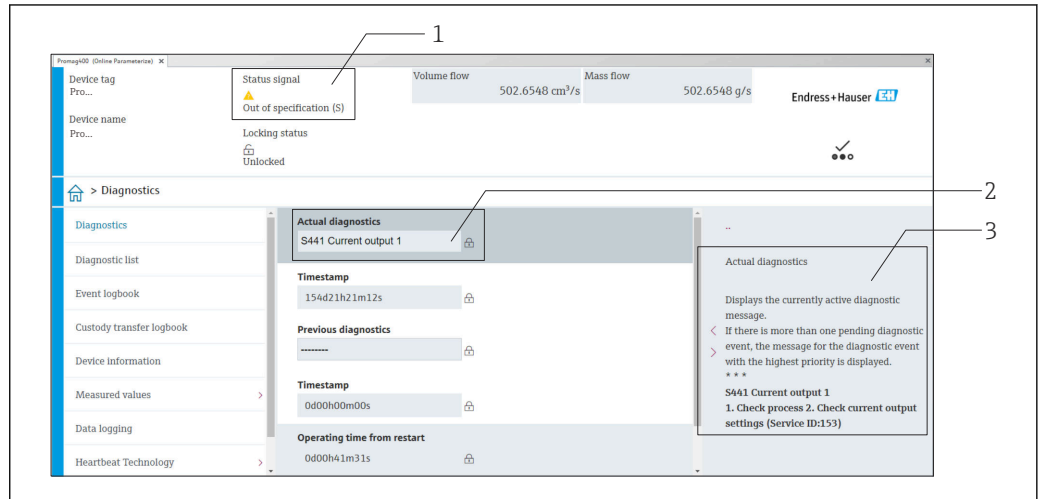 1
Promag400 (Online Parameterize) ×
×
Device tag
Pro...
Device name
Pro...
Status signal
Out of specification (S)
Locking status
Unlocked
Volume flow
502.6548 cm³/s
Mass flow
502.6548 g/s
Endress+Hauser EH
> Diagnostics
2
3
Diagnostics
Diagnostic list
Event logbook
Custody transfer logbook
Device information
Measured values >
Data logging
Heartbeat Technology >
Actual diagnostics
S441 Current output 1
Timestamp
154d21h21m12s
Previous diagnostics
--------
Timestamp
0d00h00m00s
Operating time from restart
0d00h41m31s
..
Actual diagnostics
Displays the currently active diagnostic
message.
If there is more than one pending diagnostic
event, the message for the diagnostic event
with the highest priority is displayed.
* * *
S441 Current output 1
1. Check process 2. Check current output
settings (Service ID:153)